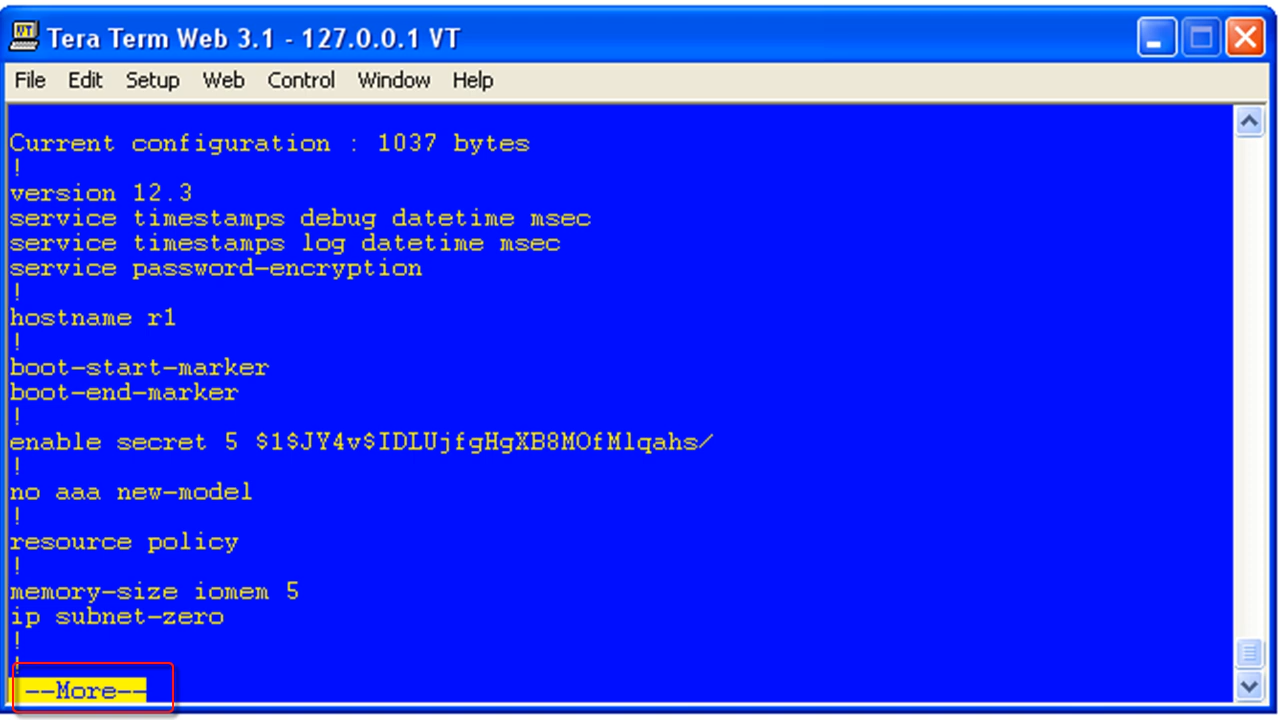 Tera Term Web 3.1 - 127.0.0.1 VT
File Edit Setup Web Control Window Help
Current configuration : 1037 bytes
!
version 12.3
service timestamps debug datetime msec
service timestamps log datetime msec
service password-encryption
!
hostname r1
!
boot-start-marker
boot-end-marker
!
enable secret 5 $1$JY4v$IDLUjfgHgXB8MOfMlqahs/
!
no aaa new-model
!
resource policy
!
memory-size iomem 5
ip subnet-zero
!
!
--More--